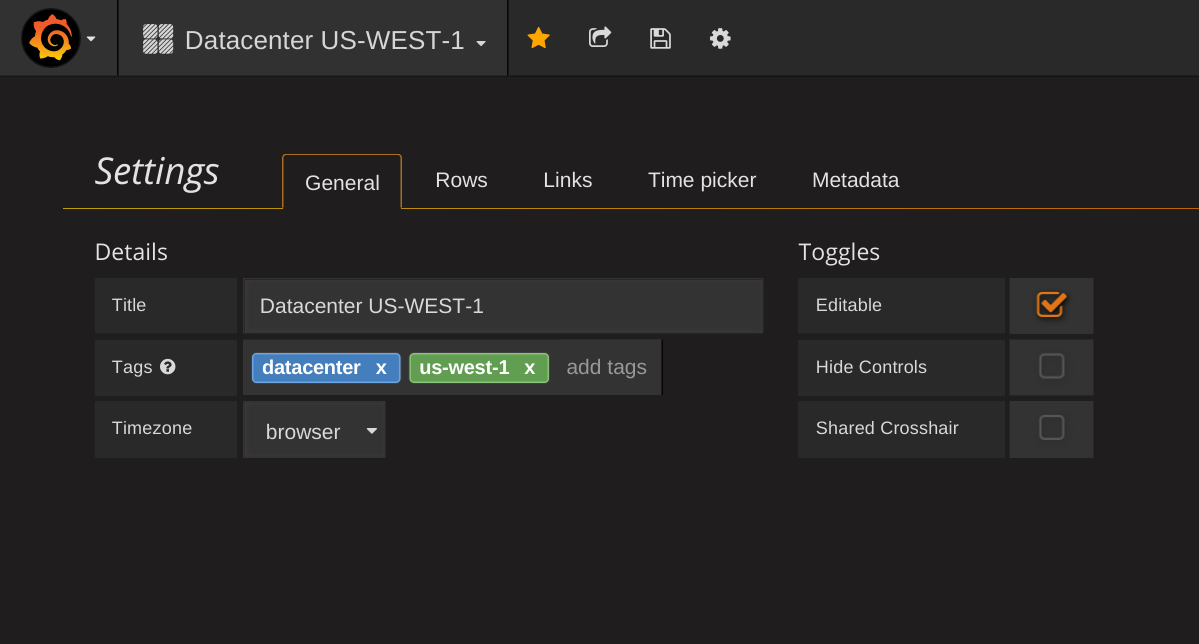 Datacenter US-WEST-1
Settings
General
Rows
Links
Time picker
Metadata
Details
Title
Datacenter US-WEST-1
Tags
datacenter x
us-west-1 x
add tags
Timezone
browser
Toggles
Editable
Hide Controls
Shared Crosshair